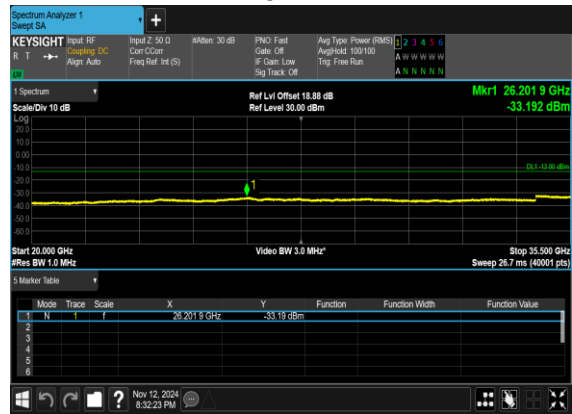 Spectrum Analyzer 1
Swept SA
+
KEYSIGHT Input: RF Input Z: 50 Ω #Atten: 30 dB PNO: Fast Avg Type: Power (RMS) 1 2 3 4 5 6
R T Coupling: DC Corr CCorr Gate: Off Avg|Hold: 100/100 A W W W W W
Align: Auto Freq Ref: Int (S) IF Gain: Low Trig: Free Run
LW Sig Track: Off A N N N N N
1 Spectrum Ref Lvl Offset 18.88 dB Mkr1 26.201 9 GHz
Scale/Div 10 dB Ref Level 30.00 dBm -33.192 dBm
Log
20.0
10.0
0.00
-10.0 DL1 -13.00 dBm
-20.0 1
-30.0
-40.0
-50.0
-60.0
Start 20.000 GHz Video BW 3.0 MHz* Stop 35.500 GHz
#Res BW 1.0 MHz Sweep 26.7 ms (40001 pts)
5 Marker Table
Mode Trace Scale X Y Function Function Width Function Value
1 N 1 f 26.201 9 GHz -33.19 dBm
2
3
4
5
6
? Nov 12, 2024
8:32:23 PM